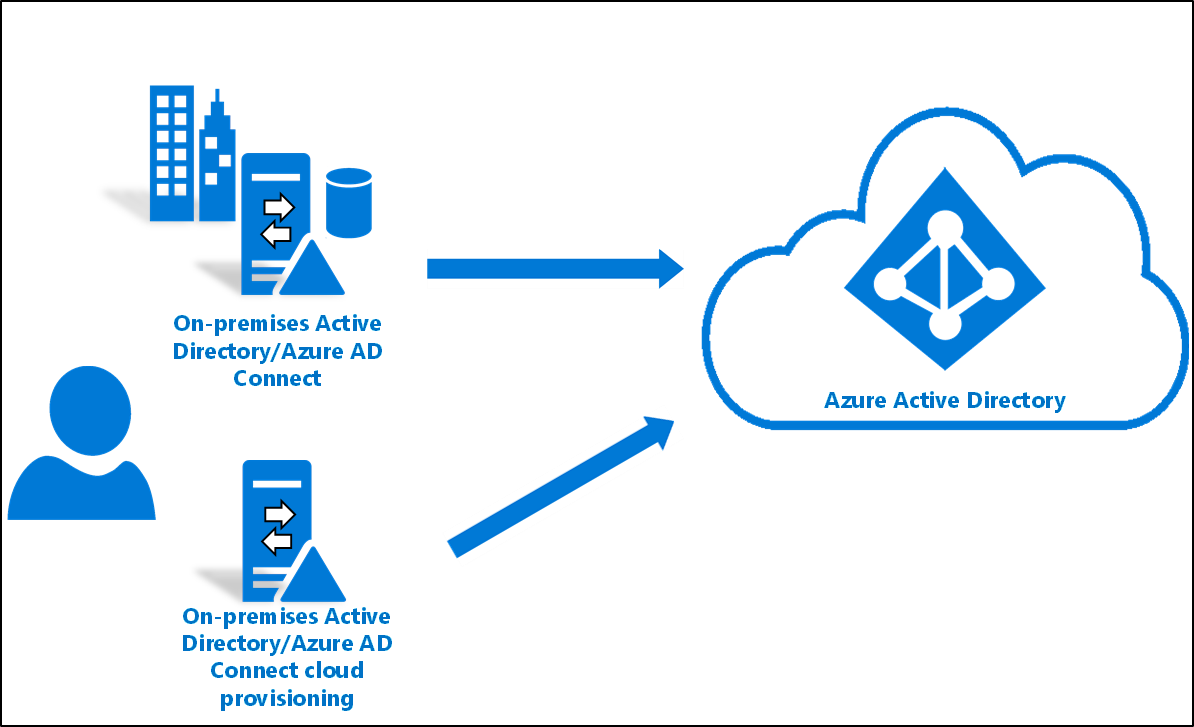 On-premises Active
Directory/Azure AD
Connect
Azure Active Directory
On-premises Active
Directory/Azure AD
Connect cloud
provisioning